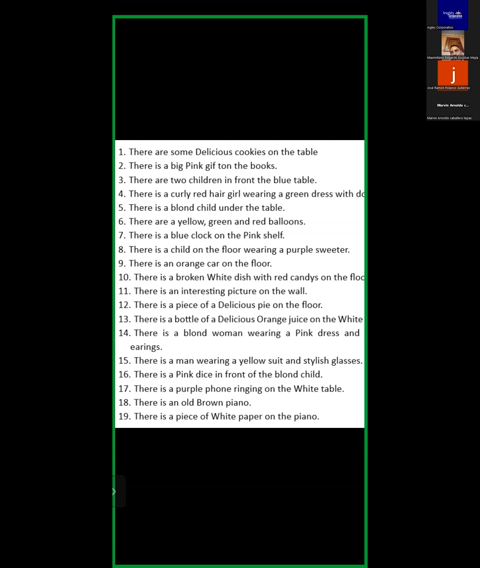 1. There are some Delicious cookies on the table
2. There is a big Pink gif ton the books.
3. There are two children in front the blue table.
4. There is a curly red hair girl wearing a green dress with do
5. There is a blond child under the table.
6. There are a yellow, green and red balloons.
7. There is a blue clock on the Pink shelf.
8. There is a child on the floor wearing a purple sweeter.
9. There is an orange car on the floor.
10. There is a broken White dish with red candys on the floo
11. There is an interesting picture on the wall.
12. There is a piece of a Delicious pie on the floor.
13. There is a bottle of a Delicious Orange juice on the White
14. There is a blond woman wearing a Pink dress and
earings.
15. There is a man wearing a yellow suit and stylish glasses.
16. There is a Pink dice in front of the blond child.
17. There is a purple phone ringing on the White table.
18. There is an old Brown piano.
19. There is a piece of White paper on the piano.
j
Marvin Arnoldo c...